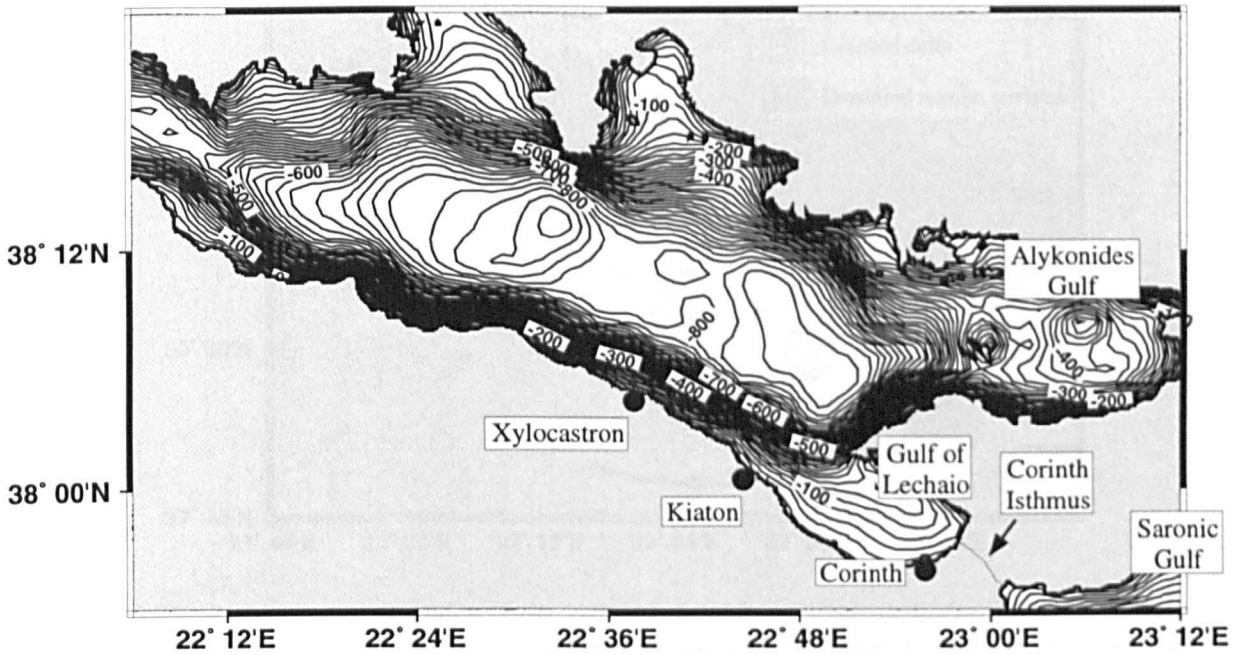 -100
-200
-300
-400
-500
-700
-800
-600
-500
-100
38° 12'N
Alykonides
Gulf
-800
-400
-200
-300
-400
-700
-600
-500
-300
-200
Xylocastron
Gulf of
Lechaio
Corinth
Isthmus
-100
38° 00'N
Kiaton
Saronic
Gulf
Corinth
22° 12'E
22° 24'E
22° 36'E
22° 48'E
23° 00'E
23° 12'E